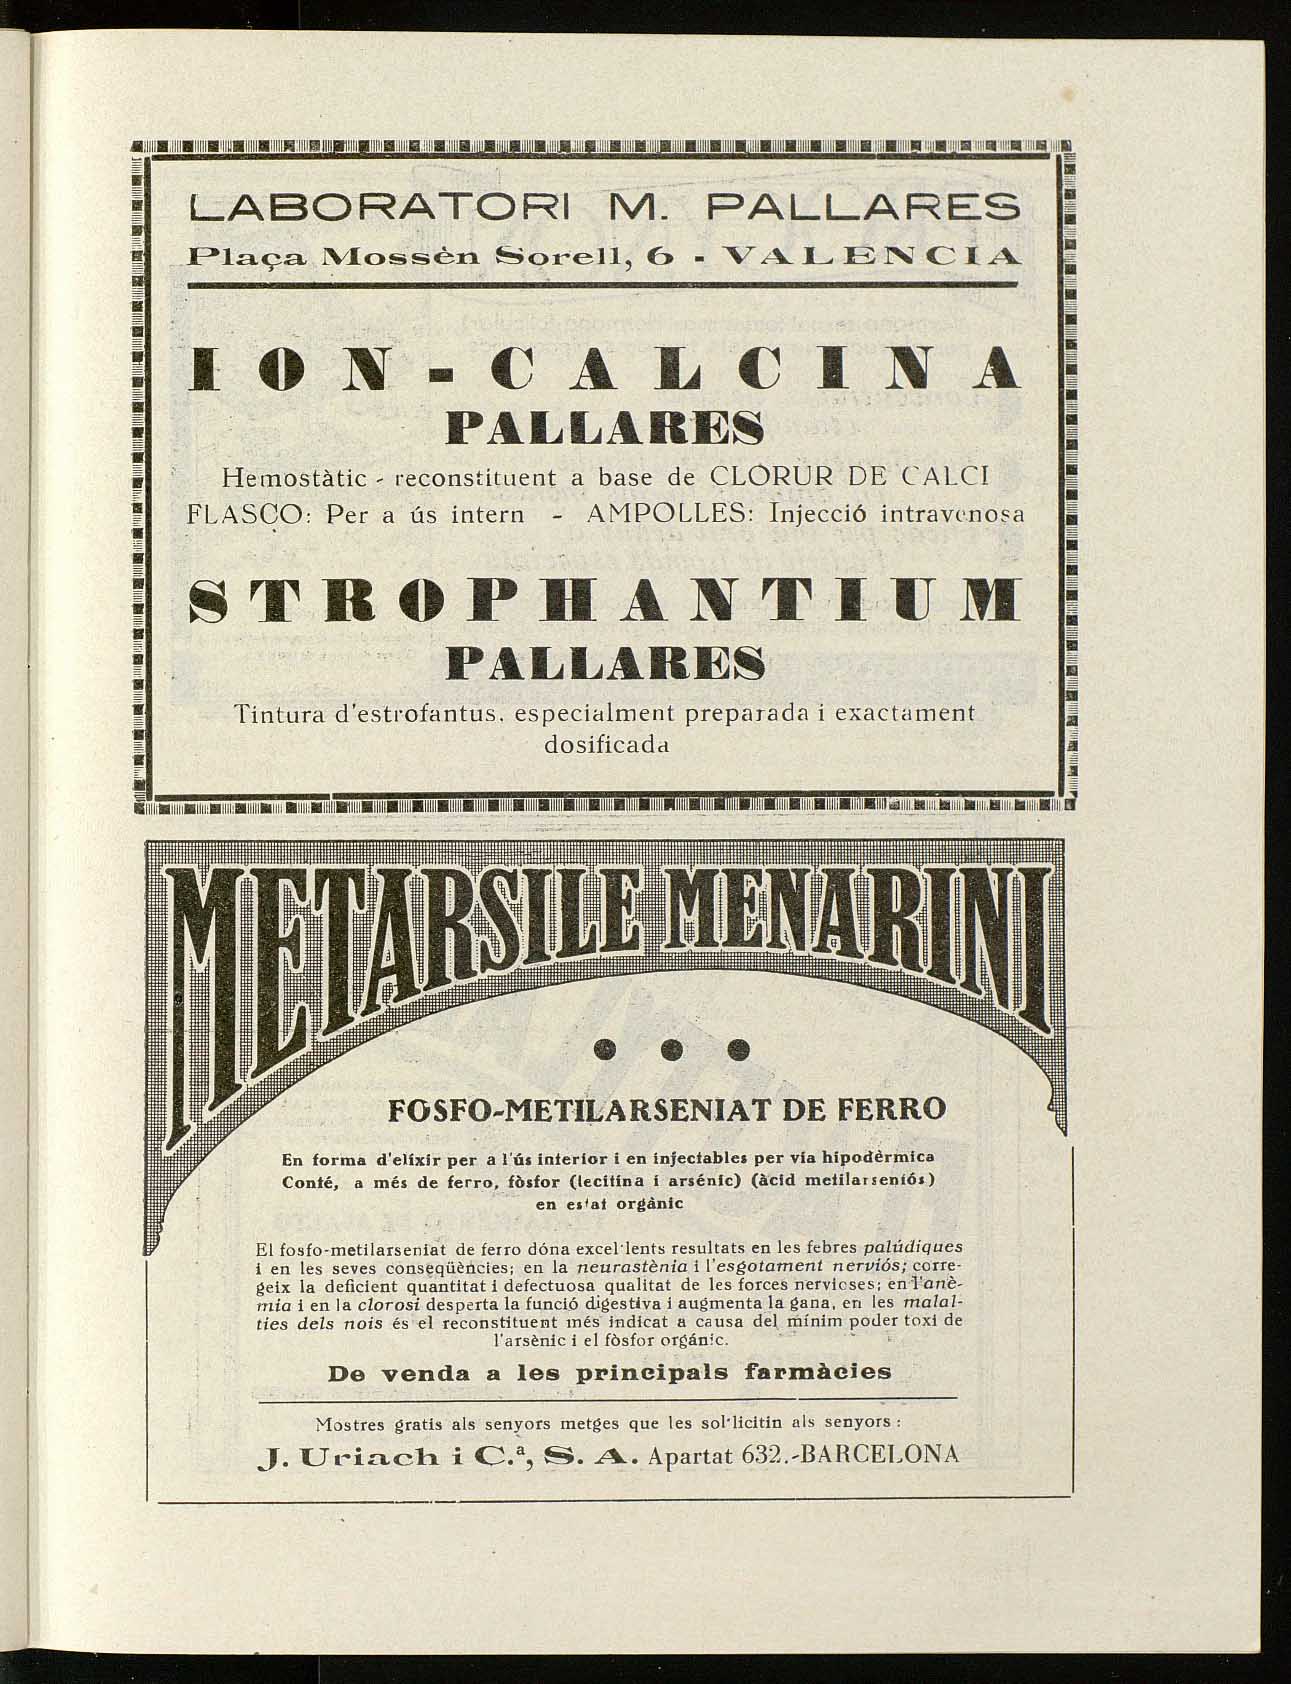 LABORATORI M. PALLARES
Plaça Mossèn Sorell, 6 - VALENCIA
ION-CALCINA
PALLARES
Hemostàtic - reconstituent a base de CLORUR DE CALCI
FLASCO: Per a ús intern - AMPOLLES: Injecció intravenosa
STROPHANTIUM
PALLARES
Tintura d'estrofantus, especialment preparada i exactament
dosificada
METARSILE MENARINI
FOSFO-METILARSENIAT DE FERRO
En forma d'elíxir per a l'ús interior i en injectables per via hipodèrmica
Conté, a més de ferro, fòsfor (lecitina i arsénic) (àcid metilarseniós)
en estat orgànic
El fosfo-metilarseniat de ferro dóna excel·lents resultats en les febres palúdiques
i en les seves conseqüències; en la neurastènia i l'esgotament nerviós; corre-
geix la deficient quantitat i defectuosa qualitat de les forces nervioses; en l'anè-
mia i en la clorosi desperta la funció digestiva i augmenta la gana, en les malal-
ties dels nois és el reconstituent més indicat a causa del mínim poder toxi de
l'arsènic i el fòsfor orgánic.
De venda a les principals farmàcies
Mostres gratis als senyors metges que les sol·licitin als senyors:
J. Uriach i C.ª, S. A. Apartat 632.-BARCELONA